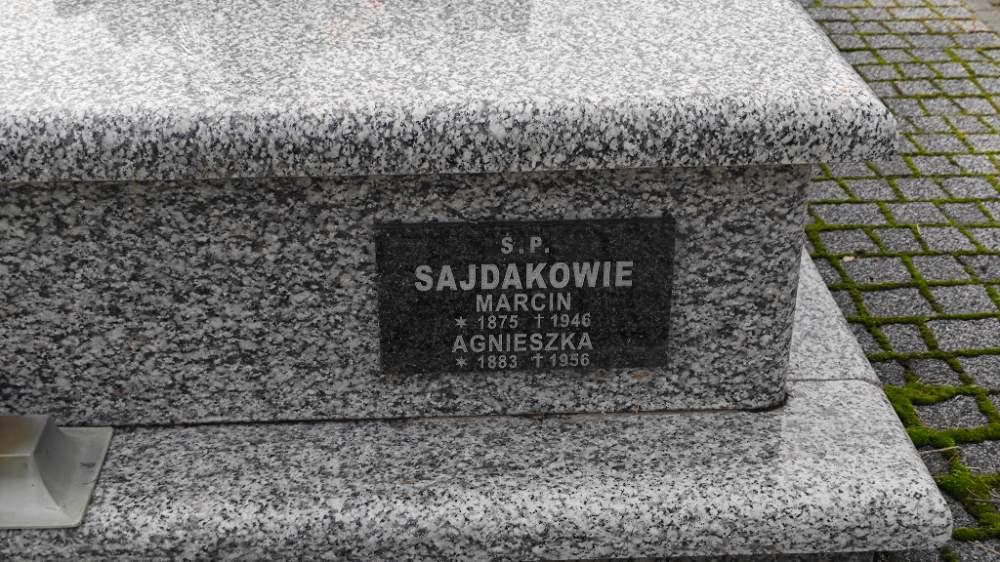 Ś.P.
SAJDAKOWIE
MARCIN
* 1875 † 1946
AGNIESZKA
* 1883 † 1956